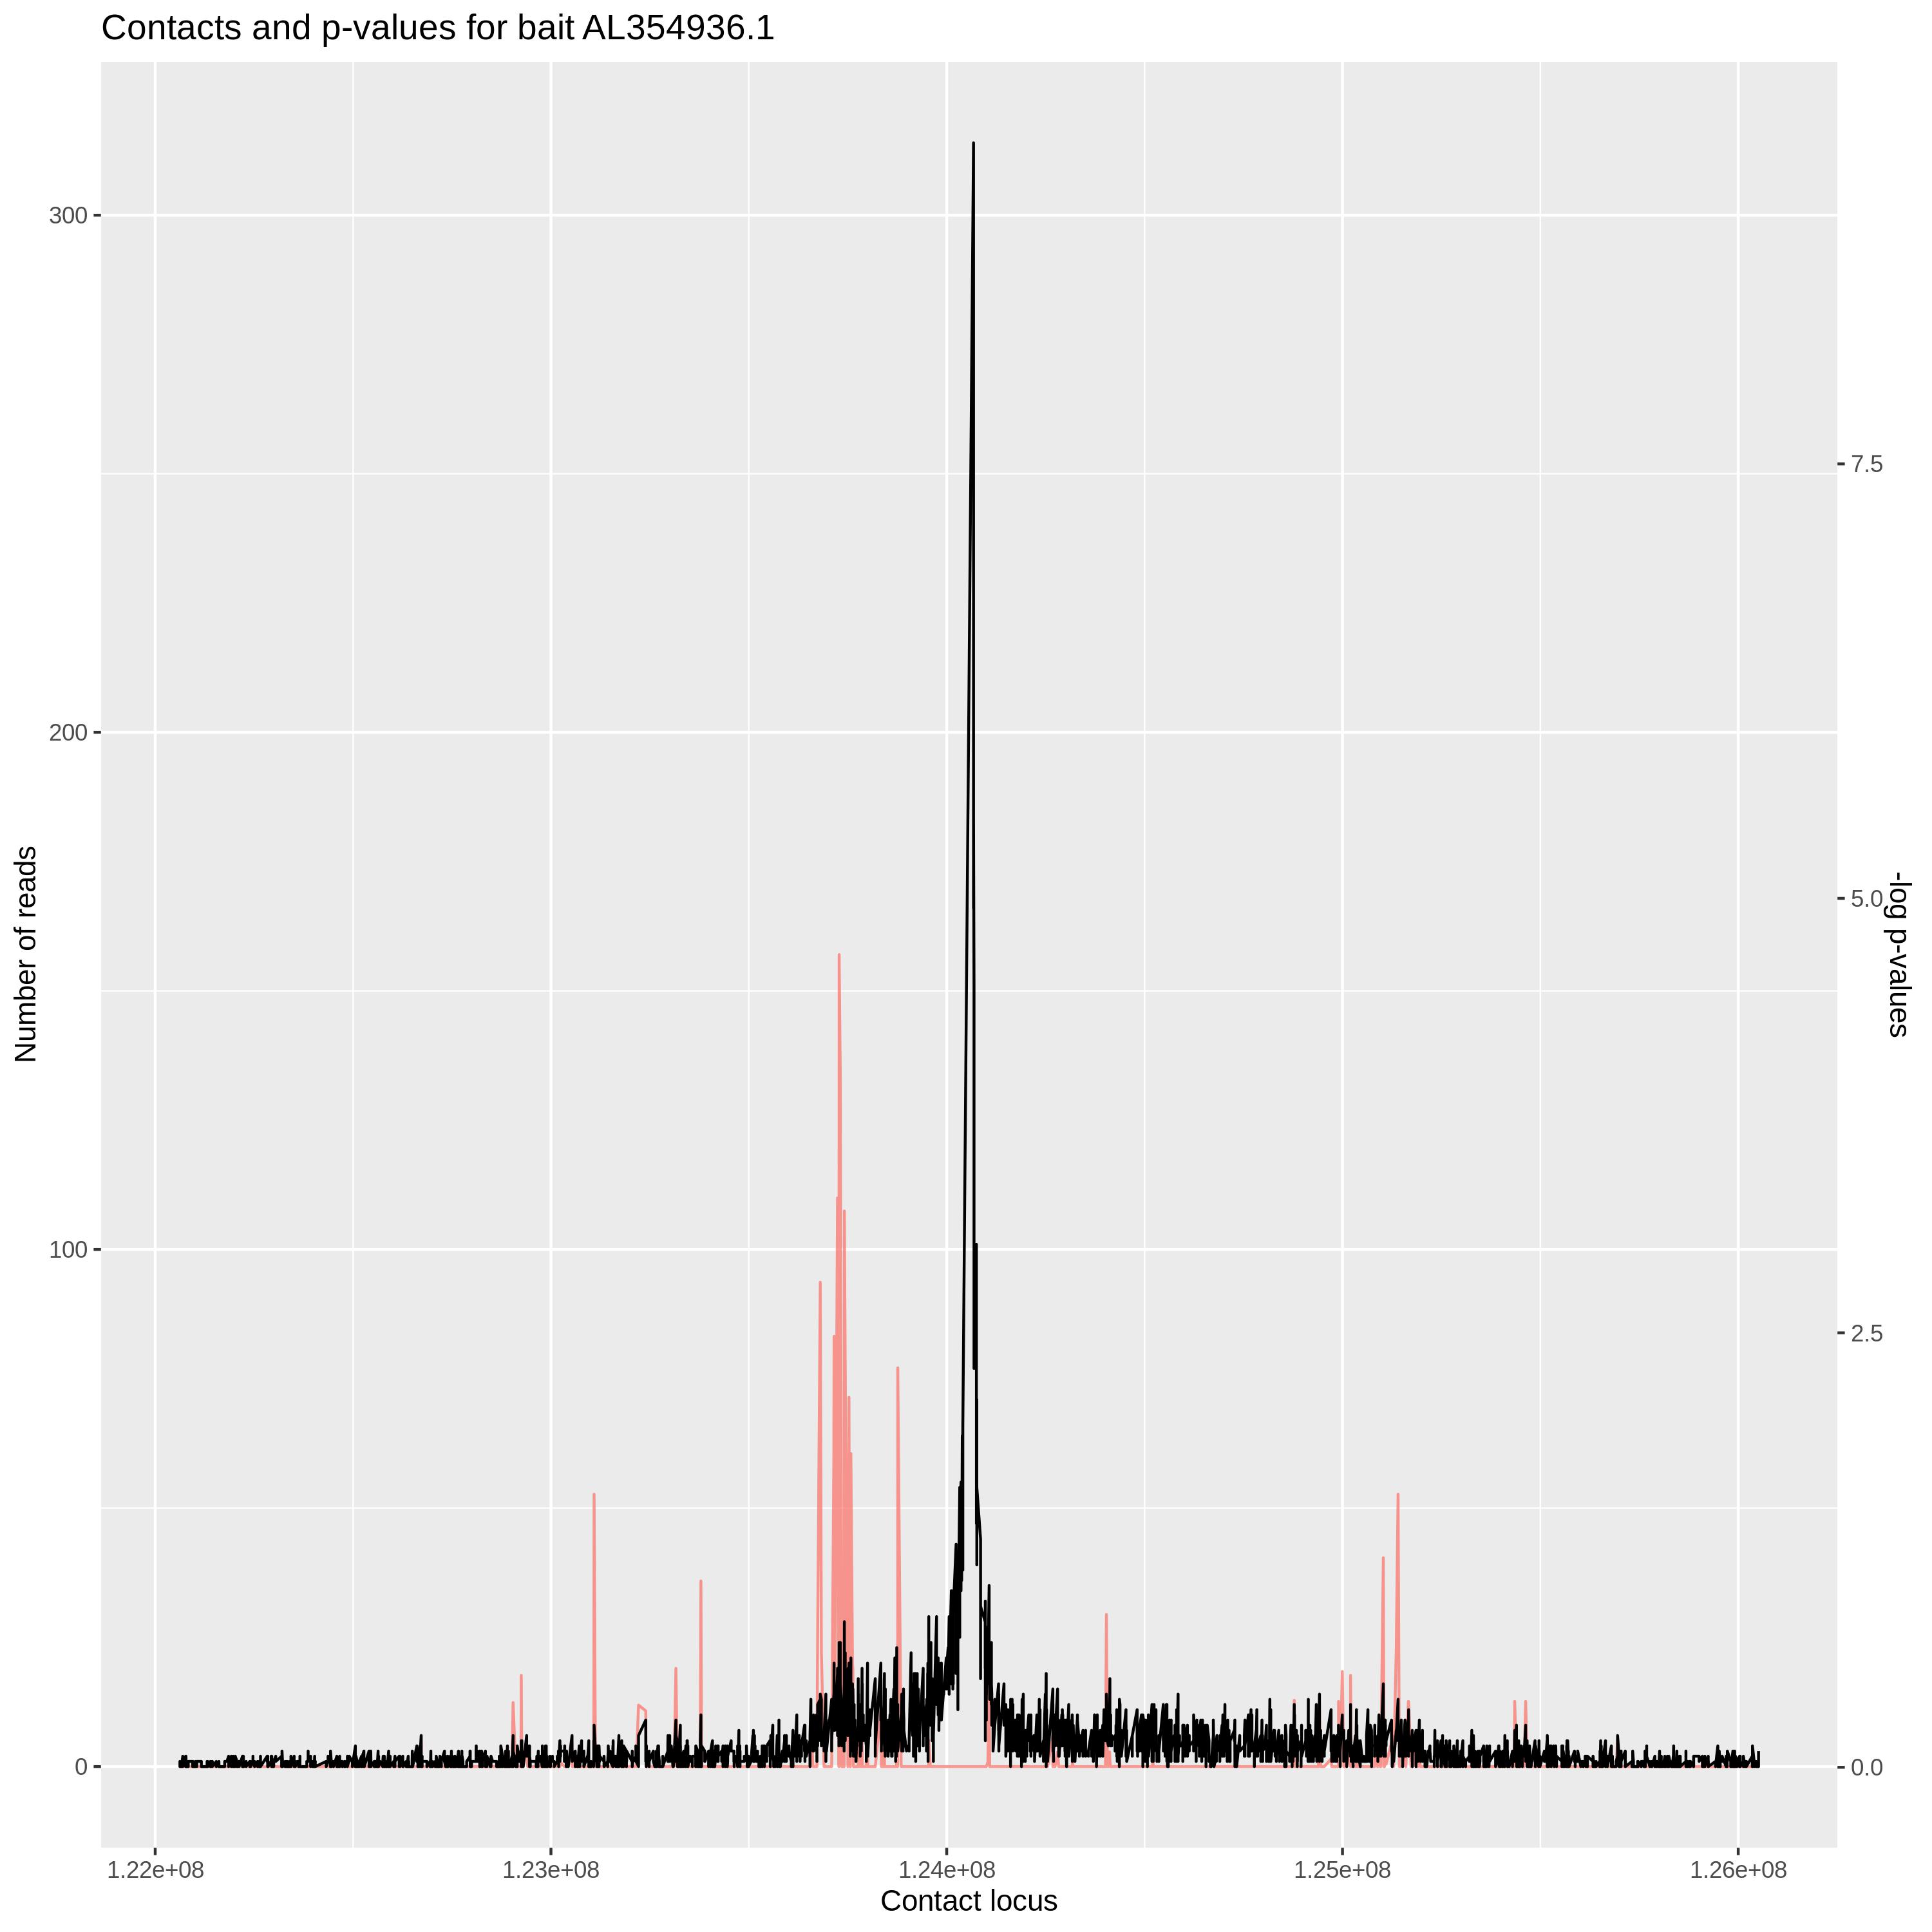 Contacts and p-values for bait AL354936.1
300
200
100
0
Number of reads
7.5
5.0
2.5
0.0
-log p-values
1.22e+08
1.23e+08
1.24e+08
1.25e+08
1.26e+08
Contact locus